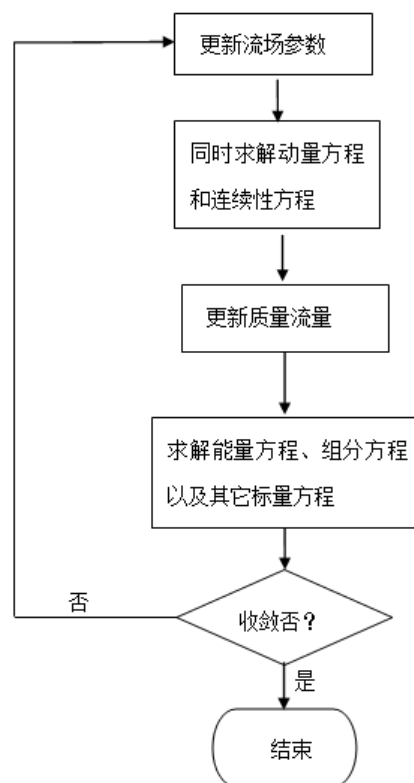 更新流场参数
同时求解动量方程
和连续性方程
更新质量流量
求解能量方程、组分方程
以及其它标量方程
否
收敛否？
是
结束